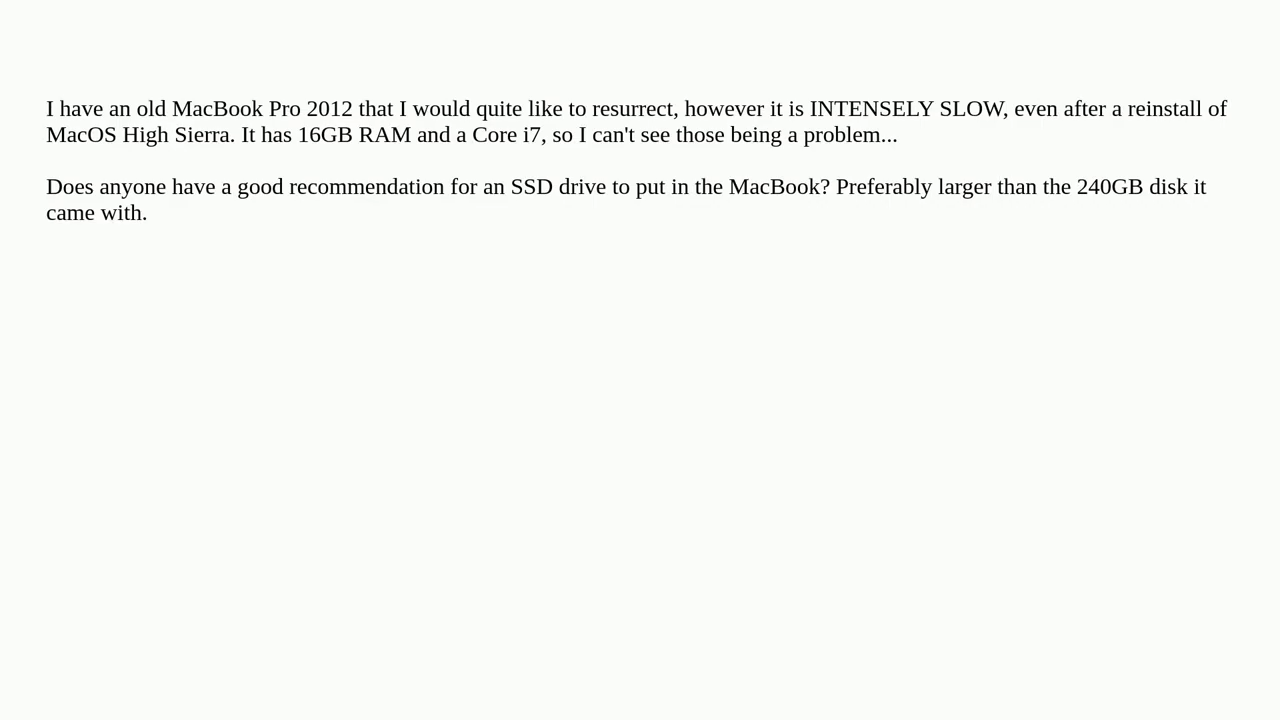 I have an old MacBook Pro 2012 that I would quite like to resurrect, however it is INTENSELY SLOW, even after a reinstall of
MacOS High Sierra. It has 16GB RAM and a Core i7, so I can't see those being a problem...
Does anyone have a good recommendation for an SSD drive to put in the MacBook? Preferably larger than the 240GB disk it
came with.